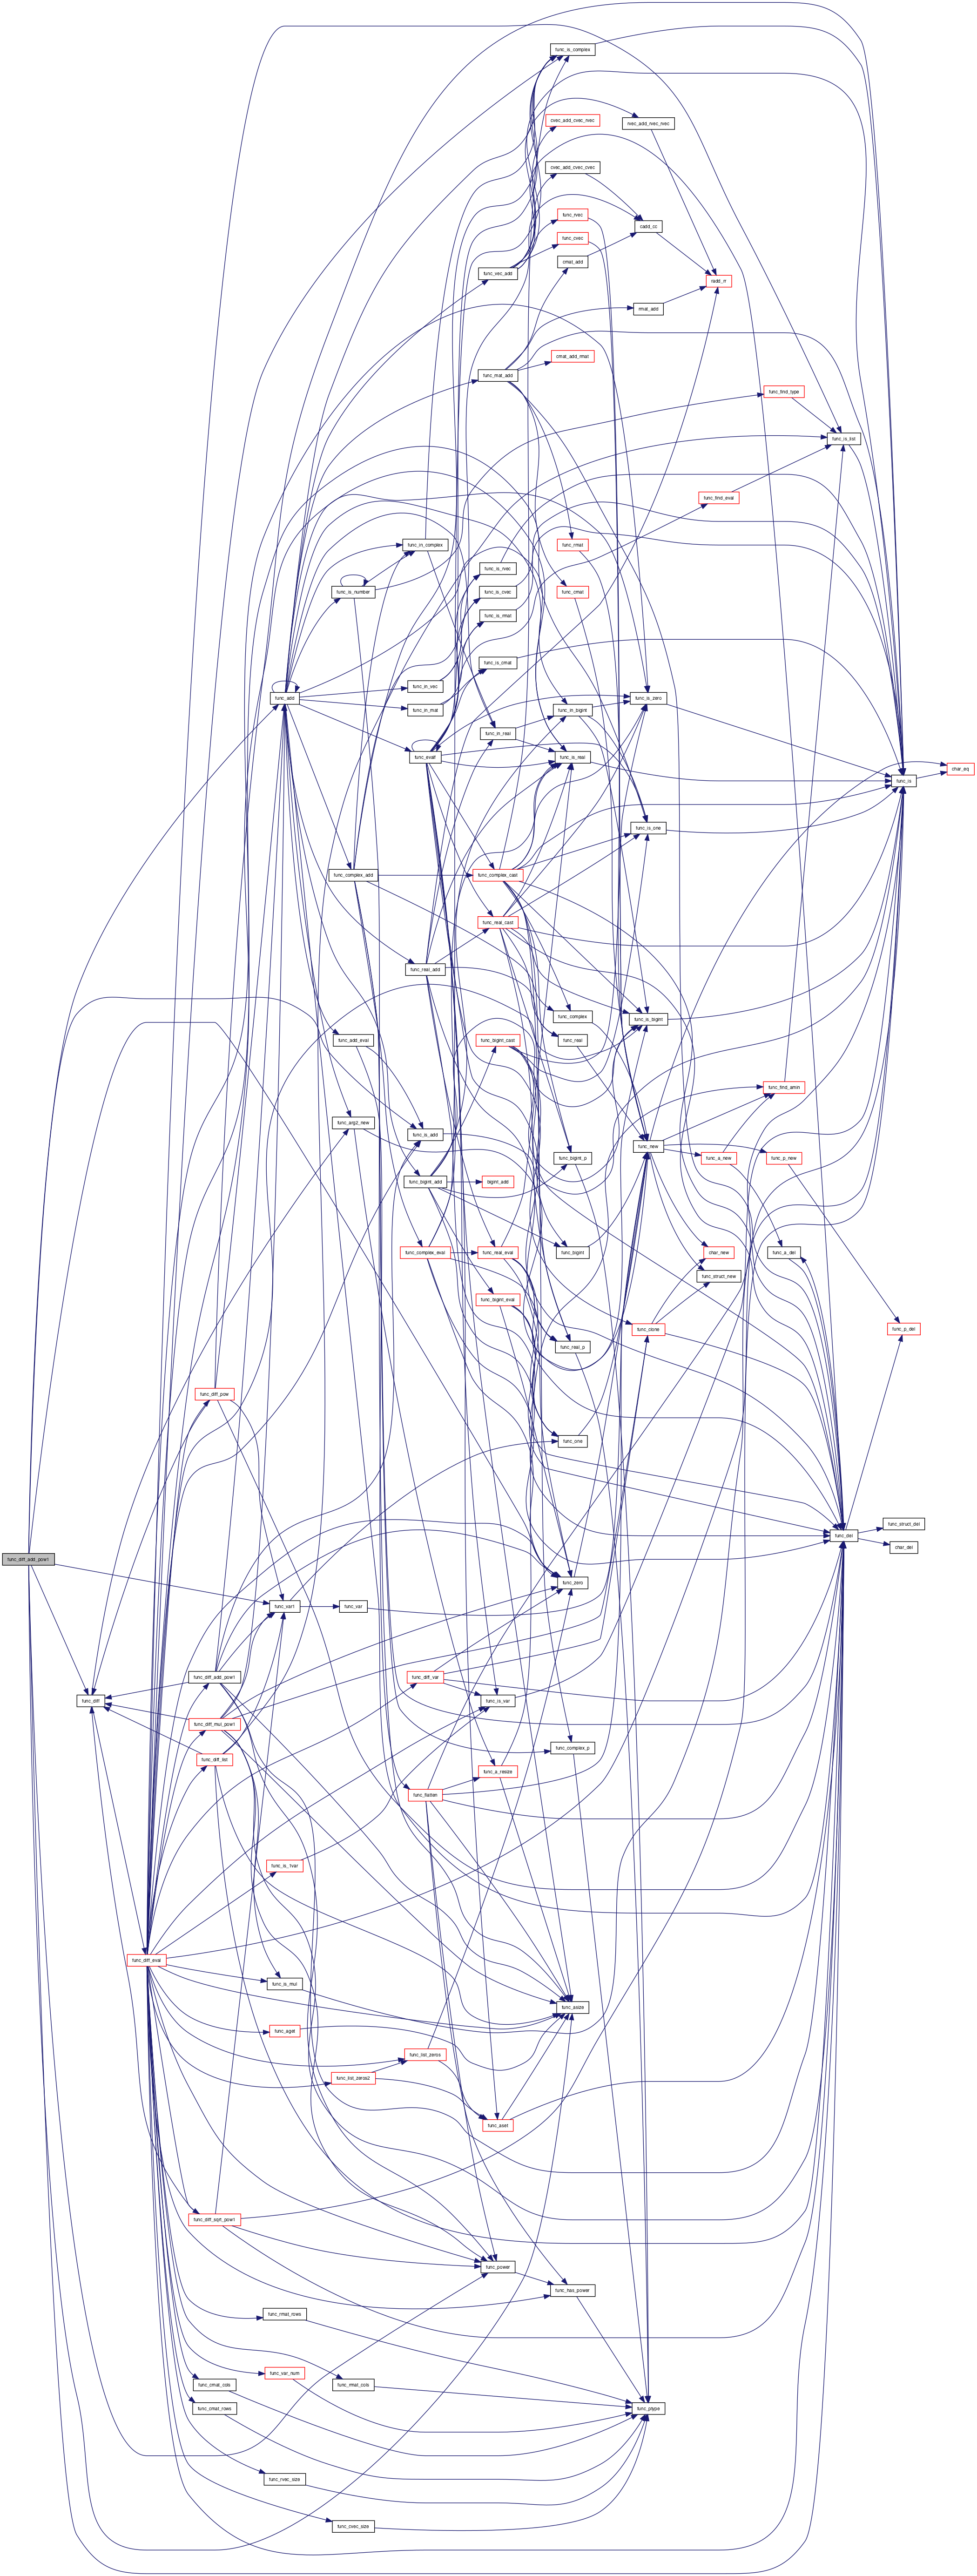 func_is_complex
cvec_add_cvec_rvec
rvec_add_rvec_rvec
cvec_add_cvec_cvec
func_rvec
cadd_cc
func_cvec
cmat_add
func_vec_add
radd_rr
rmat_add
cmat_add_rmat
func_mat_add
func_find_type
func_is_list
func_find_eval
func_in_complex
func_rmat
func_is_rvec
func_is_number
func_is_cvec
func_cmat
func_is_rmat
func_is_cmat
func_in_vec
func_add
func_is_zero
func_in_mat
func_in_bigint
func_in_real
func_evalf
func_is_real
char_eq
func_is
func_is_one
func_complex_add
func_complex_cast
func_real_cast
func_real_add
func_complex
func_is_bigint
func_add_eval
func_bigint_cast
func_real
func_find_amin
func_arg2_new
func_is_add
func_new
func_bigint_p
func_a_new
func_p_new
func_bigint_add
bigint_add
func_complex_eval
func_real_eval
func_bigint
char_new
func_a_del
func_struct_new
func_bigint_eval
func_clone
func_p_del
func_real_p
func_diff_pow
func_one
func_struct_del
func_del
char_del
func_diff_add_pow1
func_zero
func_var1
func_var
func_diff_add_pow1
func_diff_var
func_diff
func_is_var
func_diff_mul_pow1
func_complex_p
func_diff_list
func_a_resize
func_flatten
func_is_1var
func_diff_eval
func_is_mul
func_asize
func_aget
func_list_zeros
func_list_zeros2
func_aset
func_diff_sqrt_pow1
func_power
func_has_power
func_rmat_rows
func_var_num
func_cmat_cols
func_rmat_cols
func_cmat_rows
func_ptype
func_rvec_size
func_cvec_size